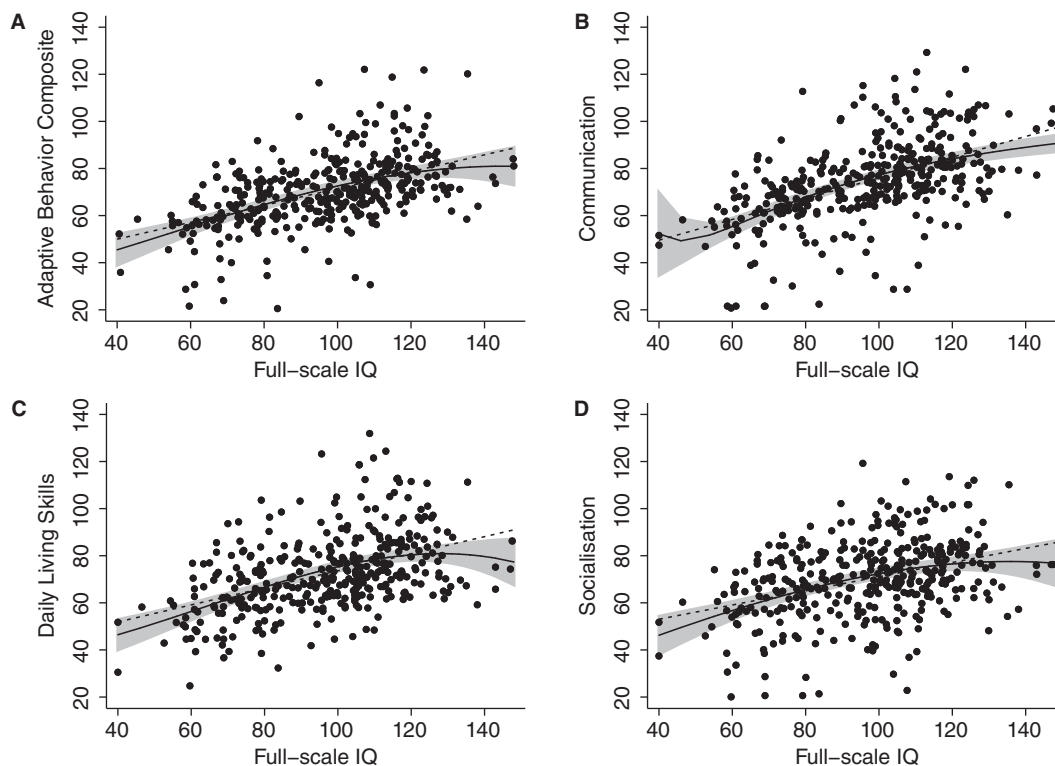 A
Adaptive Behavior Composite
20 40 60 80 100 120 140
40 60 80 100 120 140
Full–scale IQ
B
Communication
20 40 60 80 100 120 140
40 60 80 100 120 140
Full–scale IQ
C
Daily Living Skills
20 40 60 80 100 120 140
40 60 80 100 120 140
Full–scale IQ
D
Socialisation
20 40 60 80 100 120 140
40 60 80 100 120 140
Full–scale IQ